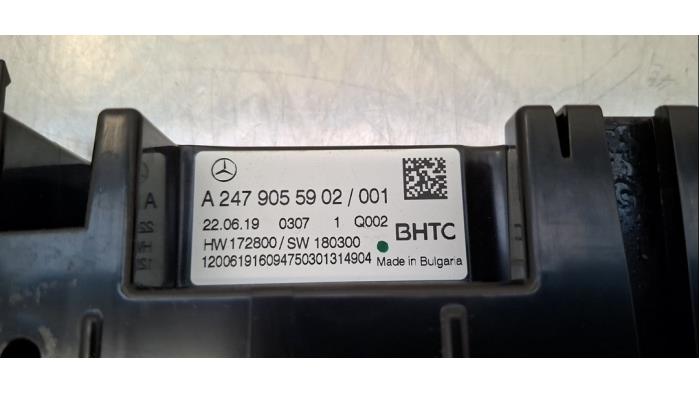 A 247 905 59 02 / 001
22.06.19 0307 1 Q002
HW 172800 / SW 180300
BHTC
120061916094750301314904 Made in Bulgaria